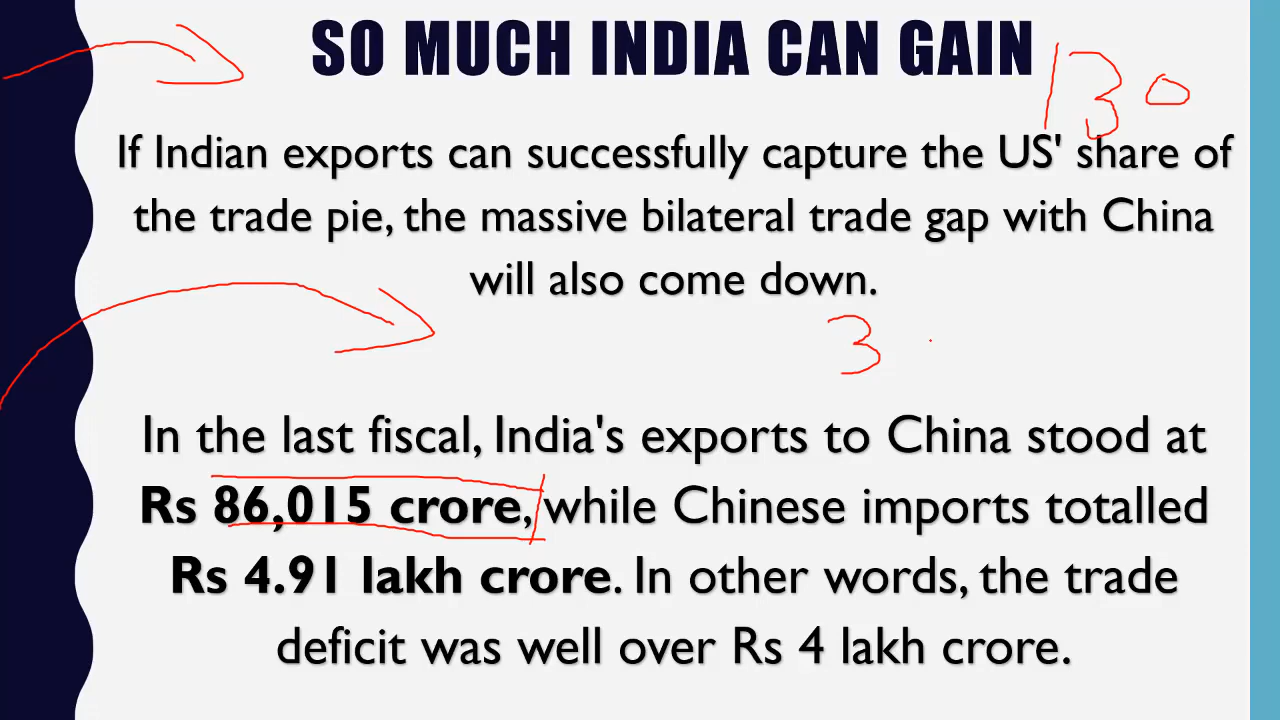 SO MUCH INDIA CAN GAIN
130
If Indian exports can successfully capture the US' share of
the trade pie, the massive bilateral trade gap with China
will also come down.
3
In the last fiscal, India's exports to China stood at
Rs 86,015 crore, while Chinese imports totalled
Rs 4.91 lakh crore. In other words, the trade
deficit was well over Rs 4 lakh crore.